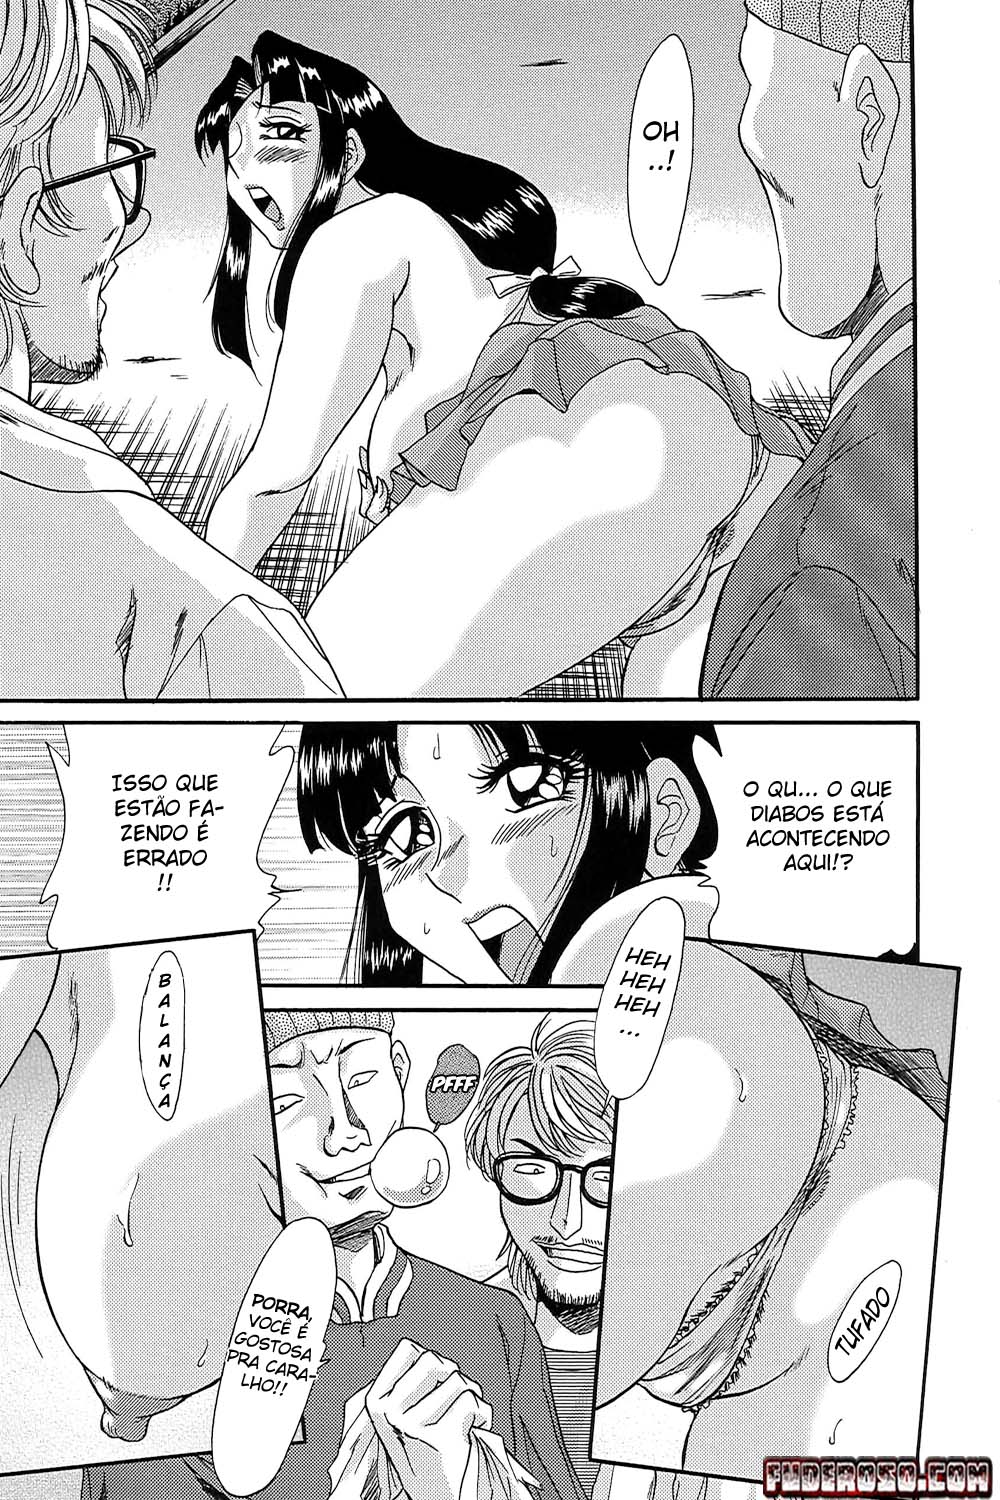 OH
..!
O QU... O QUE
DIABOS ESTÁ
ACONTECENDO
AQUI!?
ISSO QUE
ESTÃO FA-
ZENDO É
ERRADO
!!
HEH
HEH
HEH
...
TUFADO
PFFF
PORRA,
VOCÊ É
GOSTOSA
PRA CARA-
LHO!!
BALANÇA
FUDEROSO.COM